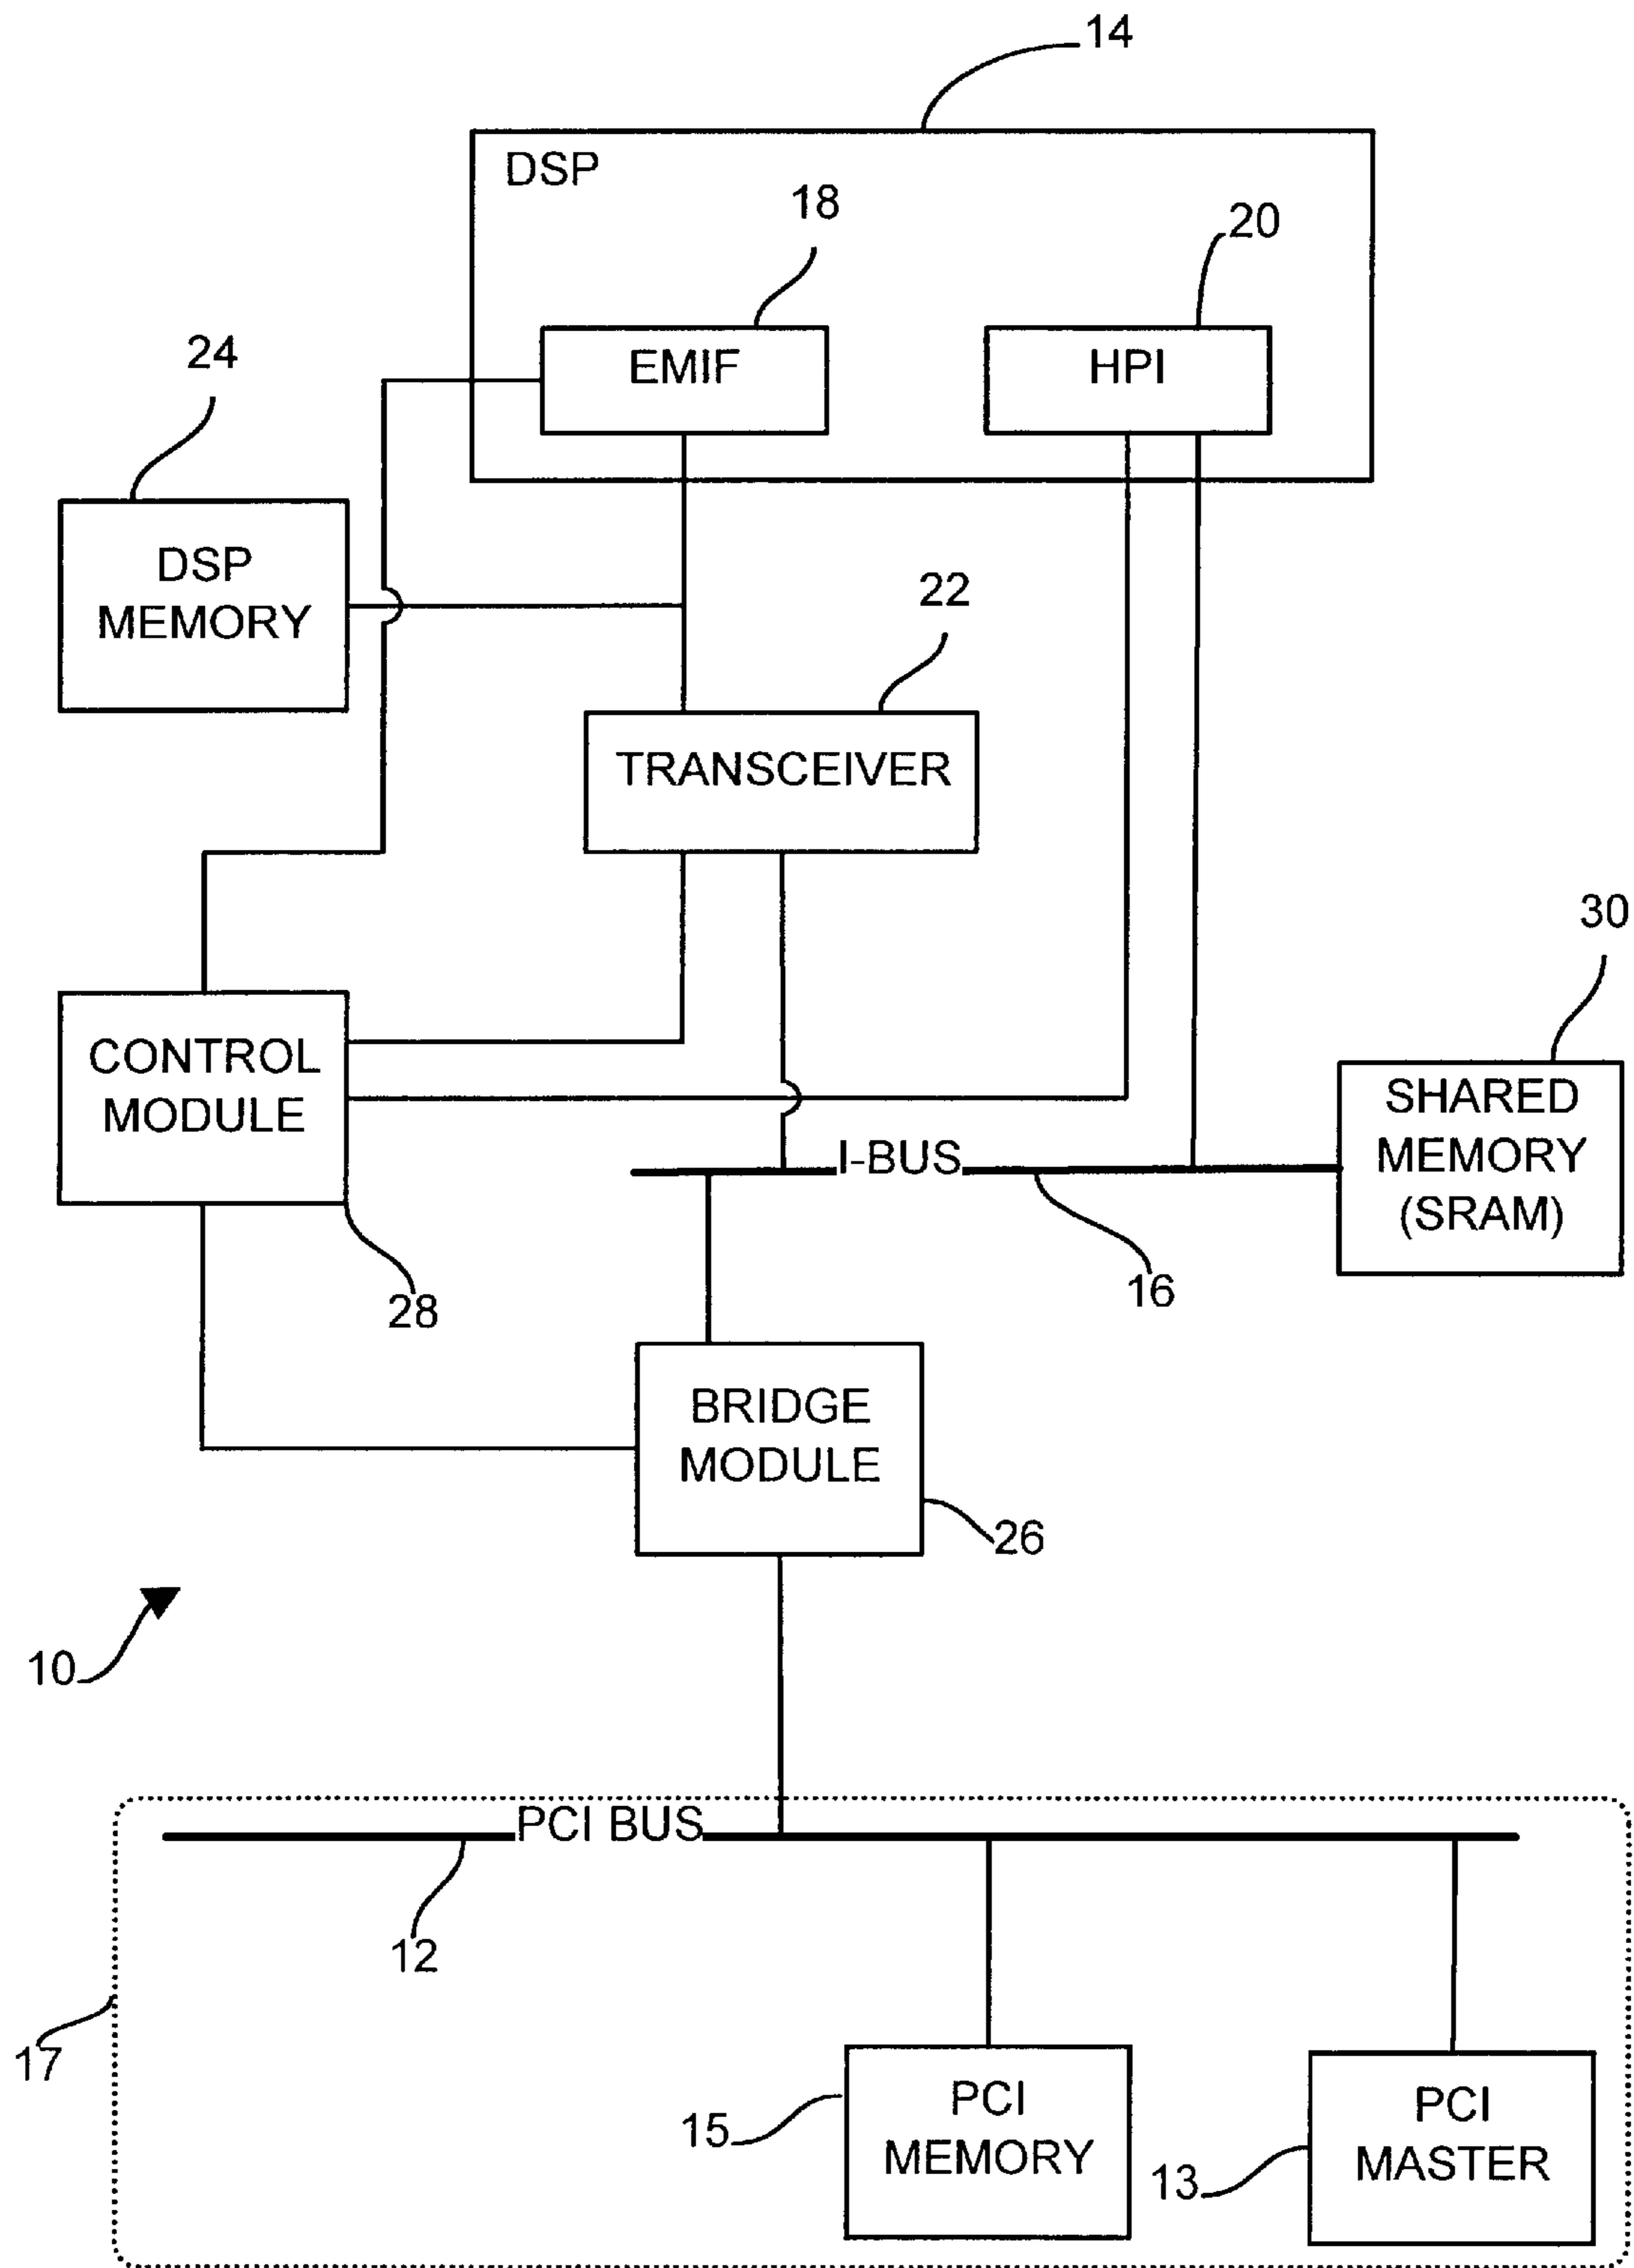 14
DSP
18
20
EMIF
HPI
24
DSP
MEMORY
22
TRANSCEIVER
30
CONTROL
MODULE
SHARED
MEMORY
(SRAM)
I-BUS
16
28
BRIDGE
MODULE
26
10
PCI BUS
12
17
15
PCI
MEMORY
13
PCI
MASTER